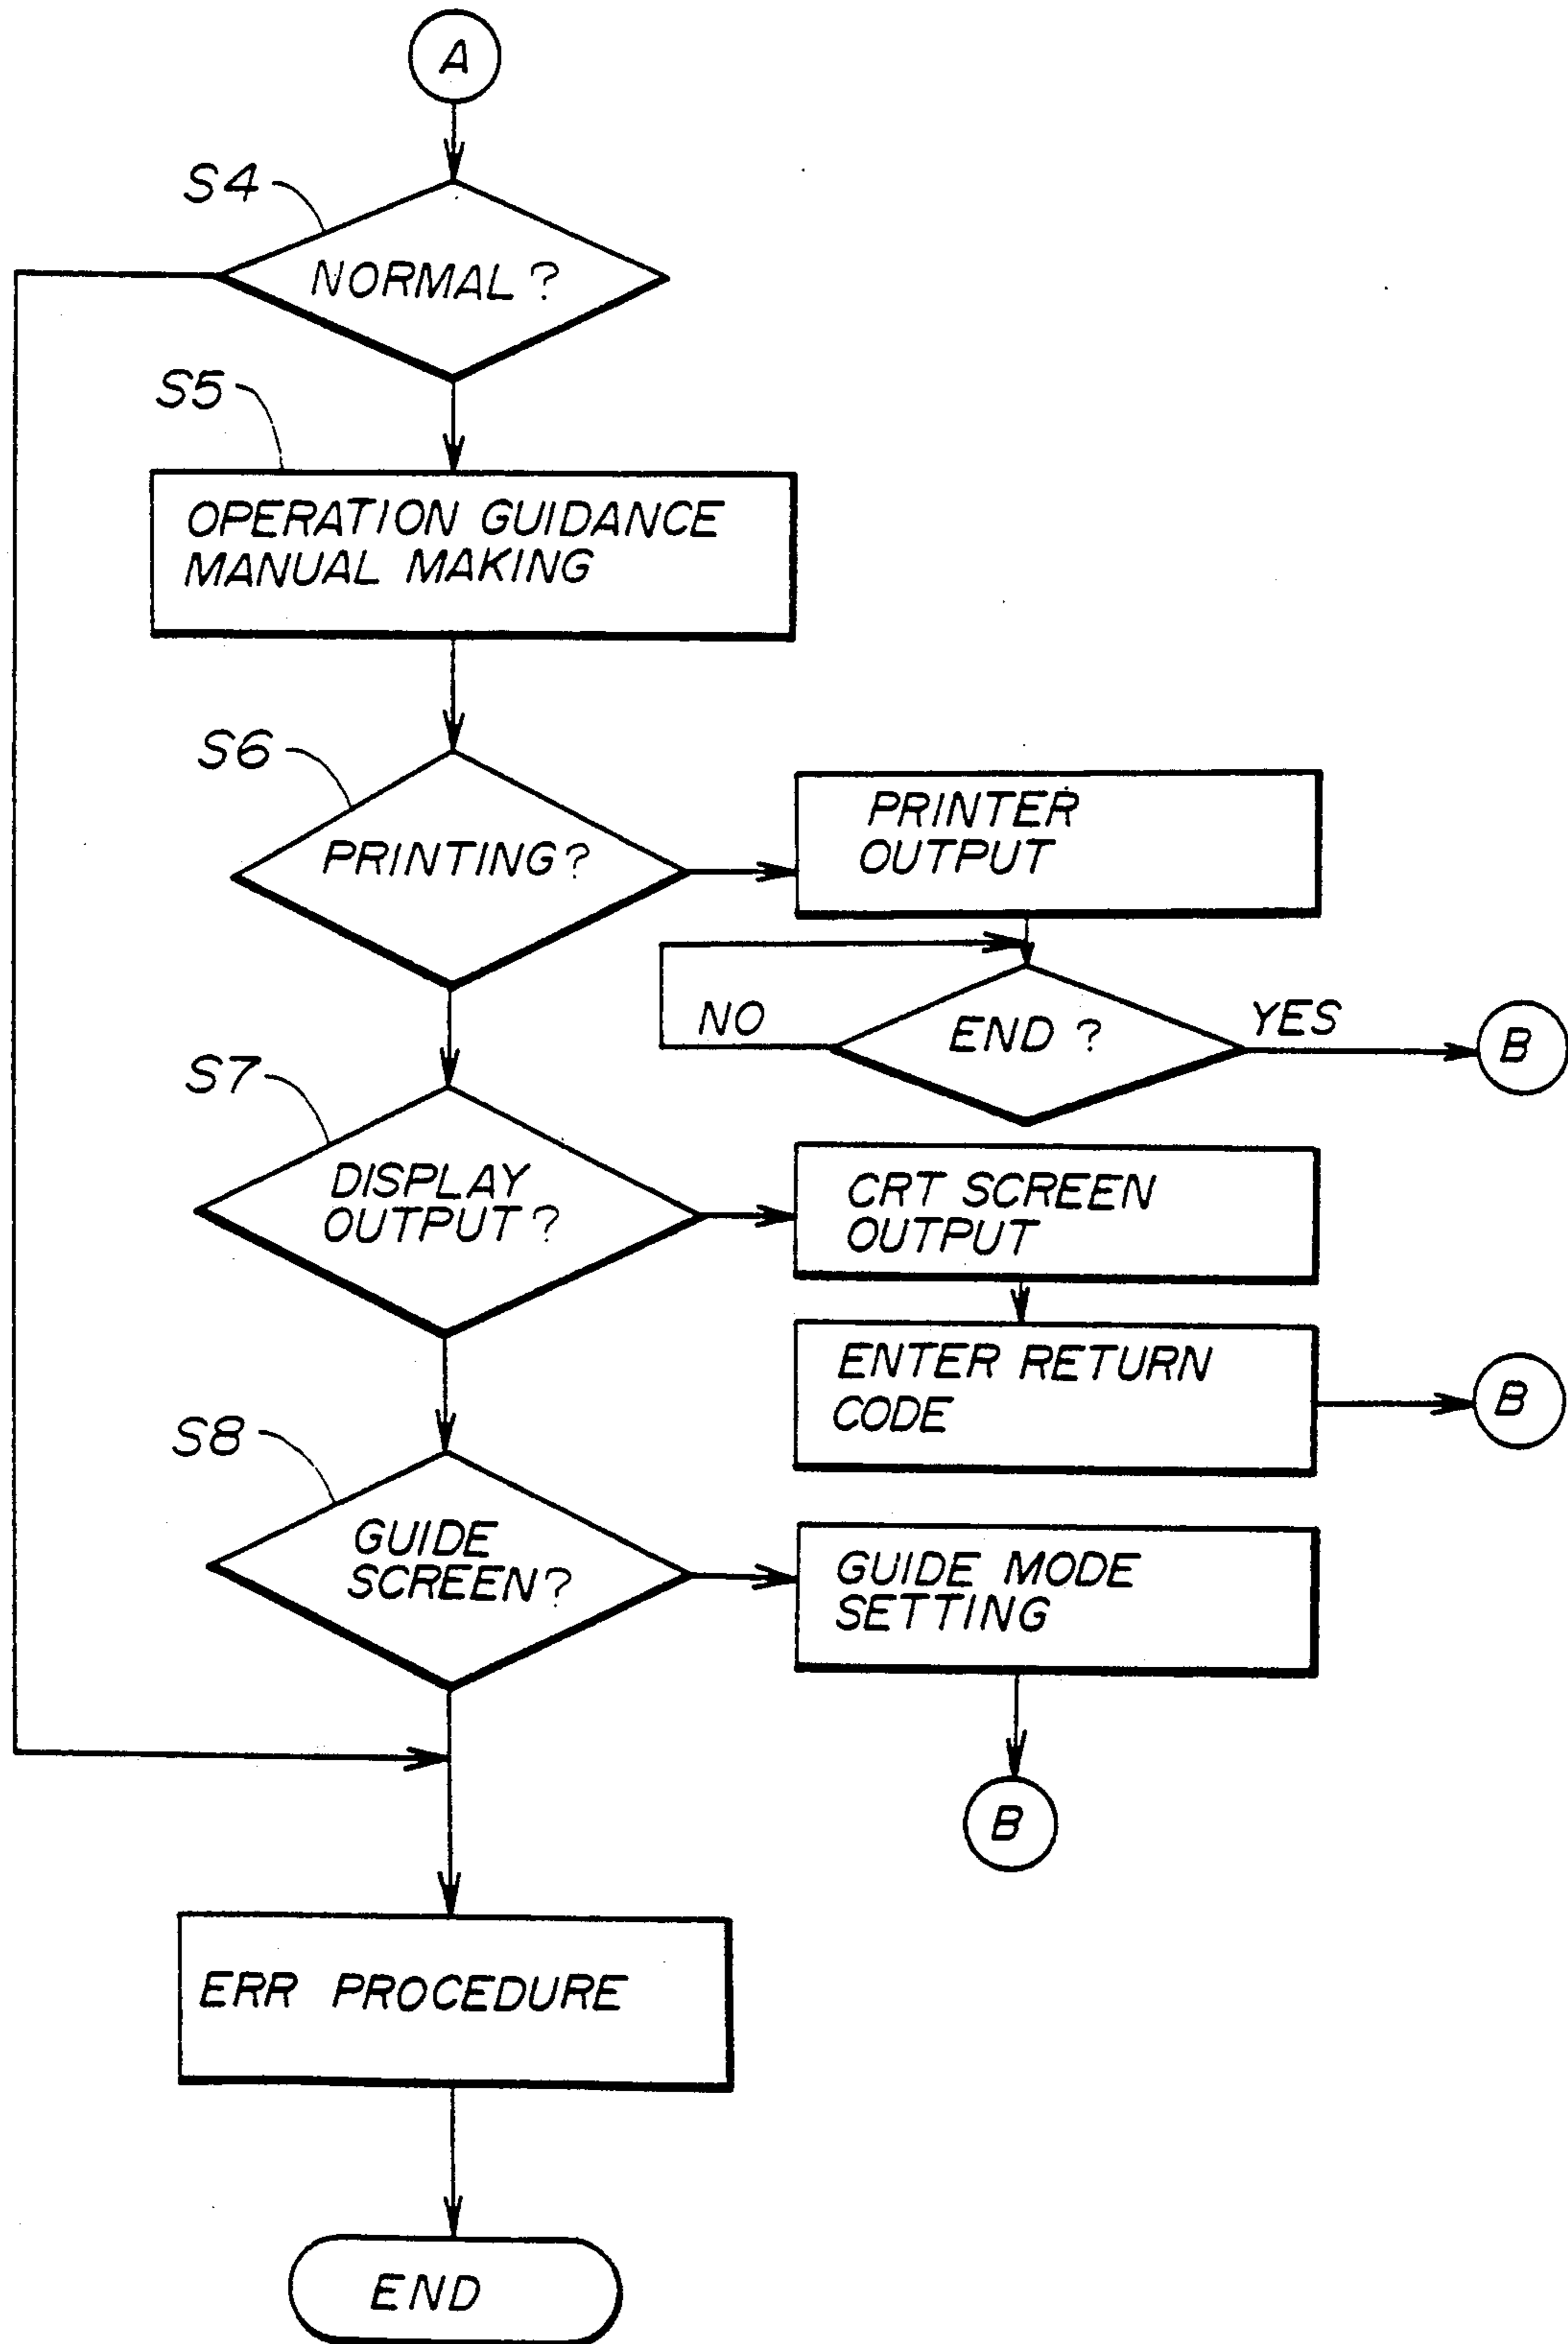 A
S4
NORMAL ?
S5
OPERATION GUIDANCE
MANUAL MAKING
S6
PRINTING ?
PRINTER
OUTPUT
NO
END ?
YES
B
S7
DISPLAY
OUTPUT ?
CRT SCREEN
OUTPUT
ENTER RETURN
CODE
B
S8
GUIDE
SCREEN ?
GUIDE MODE
SETTING
B
ERR PROCEDURE
END